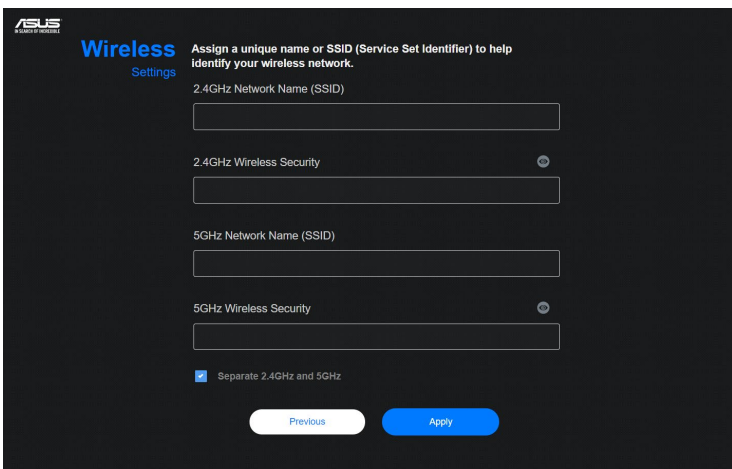 ASUS
IN SEARCH OF INCREDIBLE
Wireless
Settings
Assign a unique name or SSID (Service Set Identifier) to help
identify your wireless network.
2.4GHz Network Name (SSID)
2.4GHz Wireless Security
5GHz Network Name (SSID)
5GHz Wireless Security
Separate 2.4GHz and 5GHz
Previous
Apply